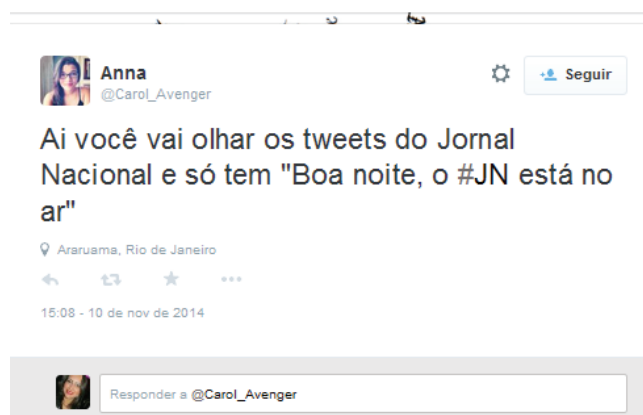 Anna
@Carol_Avenger
Seguir
Ai você vai olhar os tweets do Jornal
Nacional e só tem "Boa noite, o #JN está no
ar"
Araruama, Rio de Janeiro
15:08 - 10 de nov de 2014
Responder a @Carol_Avenger